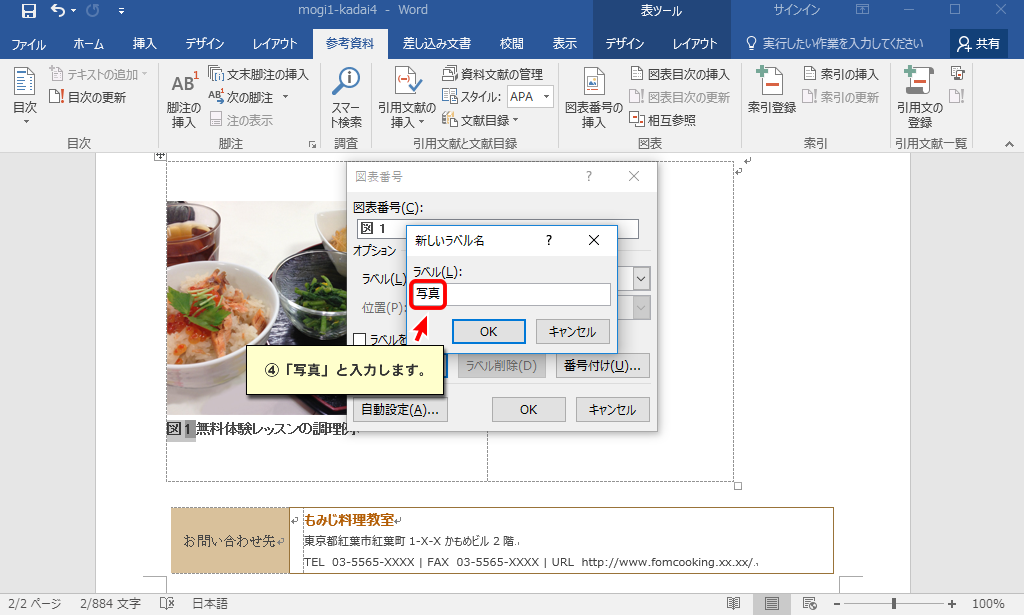 mogi1-kadai4 - Word
表ツール
サインイン
ファイル ホーム 挿入 デザイン レイアウト 参考資料 差し込み文書 校閲 表示 デザイン レイアウト 実行したい作業を入力してください 共有
目次
テキストの追加
目次の更新
目次
AB1
脚注の挿入
文末脚注の挿入
次の脚注
注の表示
脚注
スマート検索
調査
引用文献の挿入
資料文献の管理
スタイル: APA
文献目録
引用文献と文献目録
図表番号の挿入
図表目次の挿入
図表目次の更新
相互参照
図表
索引登録
索引の挿入
索引の更新
索引
引用文の登録
引用文献一覧
図表番号 ?
図表番号(C):
図 1
オプション
ラベル(L)
位置(P):
ラベルを
ラベル削除(D)
番号付け(U)...
自動設定(A)...
OK
キャンセル
新しいラベル名 ?
ラベル(L):
写真
OK
キャンセル
④「写真」と入力します。
図 1 無料体験レッスンの調理例
お問い合わせ先
もみじ料理教室
東京都紅葉市紅葉町 1-X-X かもめビル 2 階
TEL 03-5565-XXXX | FAX 03-5565-XXXX | URL http://www.fomcooking.xx.xx/
2/2 ページ 2/884 文字 日本語
100%